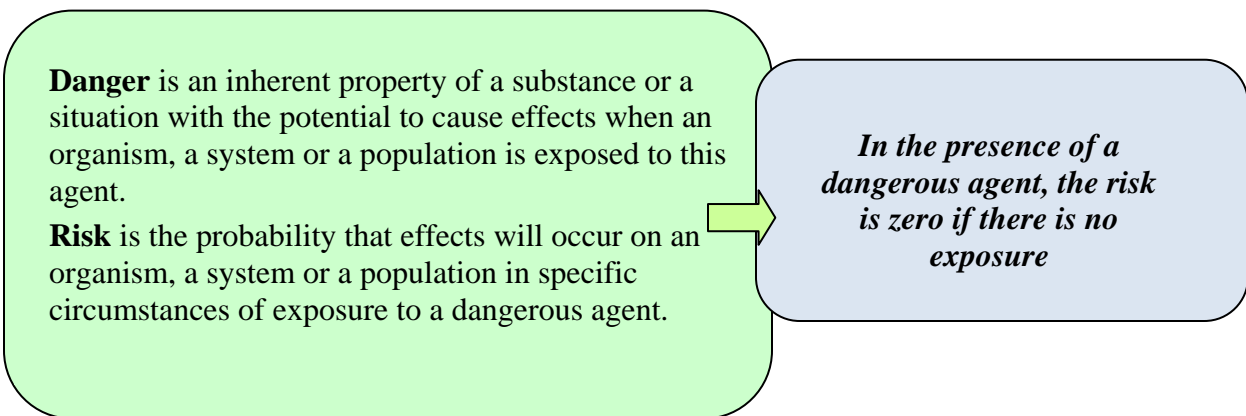 Danger is an inherent property of a substance or a
situation with the potential to cause effects when an
organism, a system or a population is exposed to this
agent.
Risk is the probability that effects will occur on an
organism, a system or a population in specific
circumstances of exposure to a dangerous agent.
In the presence of a
dangerous agent, the risk
is zero if there is no
exposure